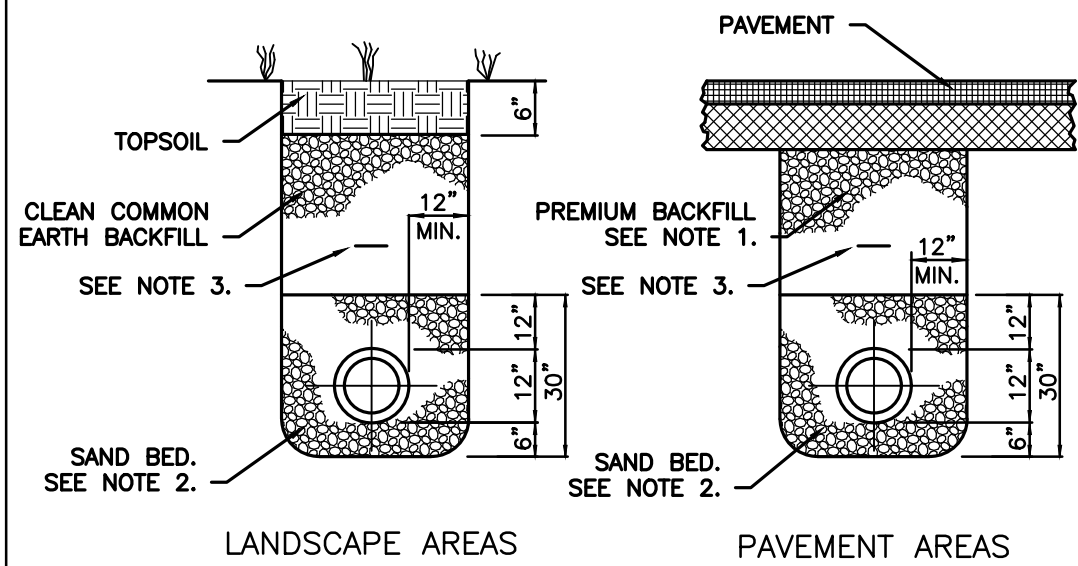 TOPSOIL
CLEAN COMMON
EARTH BACKFILL
SEE NOTE 3.
SAND BED.
SEE NOTE 2.
6"
12"
MIN.
12"
12"
6"
30"
LANDSCAPE AREAS
PAVEMENT
PREMIUM BACKFILL
SEE NOTE 1.
SEE NOTE 3.
SAND BED.
SEE NOTE 2.
12"
MIN.
12"
12"
6"
30"
PAVEMENT AREAS